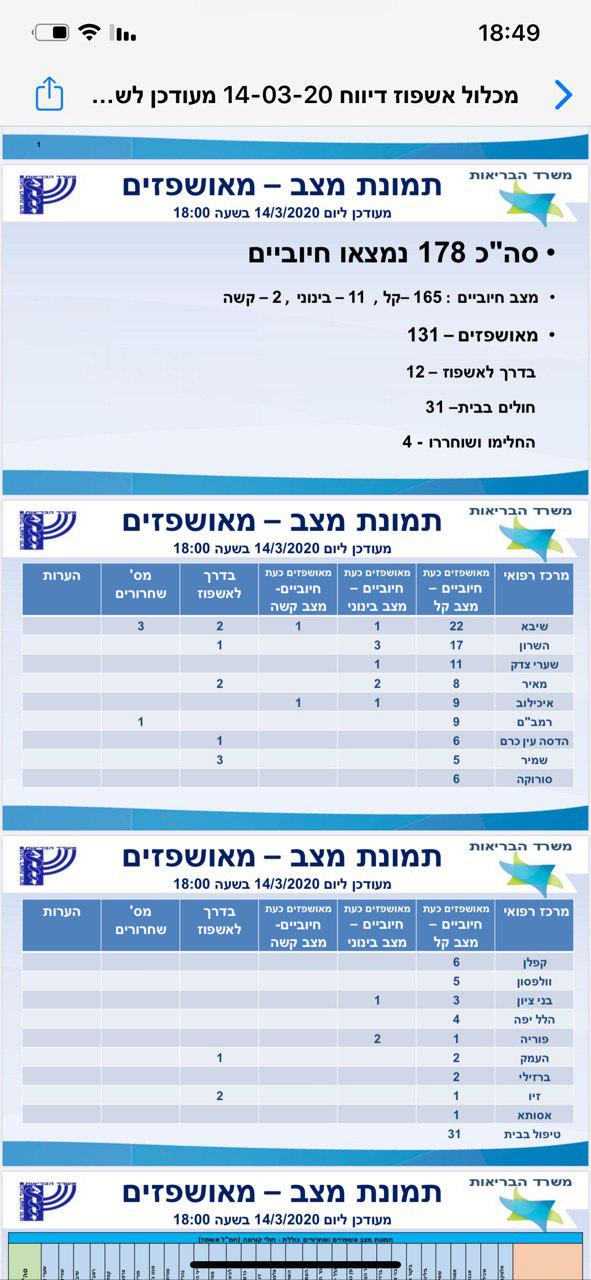 18:49
מכלול אשפוז דיווח 14-03-20 מעודכן לש...
1
משרד הבריאות
תמונת מצב – מאושפזים
מעודכן ליום 14/3/2020 בשעה 18:00
• סה"כ 178 נמצאו חיוביים
• מצב חיוביים : 165 –קל , 11 – בינוני , 2 – קשה
• מאושפזים – 131
בדרך לאשפוז – 12
חולים בבית– 31
החלימו ושוחררו - 4
משרד הבריאות
תמונת מצב – מאושפזים
מעודכן ליום 14/3/2020 בשעה 18:00
מרכז רפואי | מאושפזים כעת חיוביים – מצב קל | מאושפזים כעת חיוביים – מצב בינוני | מאושפזים כעת חיוביים- מצב קשה | בדרך לאשפוז | מס' שחרורים | הערות
שיבא 22 1 1 2 3
השרון 17 3 1
שערי צדק 11 1
מאיר 8 2 2
איכילוב 9 1 1
רמב"ם 9 1
הדסה עין כרם 6 1
שמיר 5 3
סורוקה 6
משרד הבריאות
תמונת מצב – מאושפזים
מעודכן ליום 14/3/2020 בשעה 18:00
מרכז רפואי | מאושפזים כעת חיוביים – מצב קל | מאושפזים כעת חיוביים – מצב בינוני | מאושפזים כעת חיוביים- מצב קשה | בדרך לאשפוז | מס' שחרורים | הערות
קפלן 6
וולפסון 5
בני ציון 3 1
הלל יפה 4
פוריה 1 2
העמק 2 1
ברזילי 2
זיו 1 2
אסותא 1
טיפול בבית 31
משרד הבריאות
תמונת מצב – מאושפזים
מעודכן ליום 14/3/2020 בשעה 18:00
תמונת מצב אשפוזים ושחרורים כוללת - חולי קורונה (חמ"ל אשפוז)